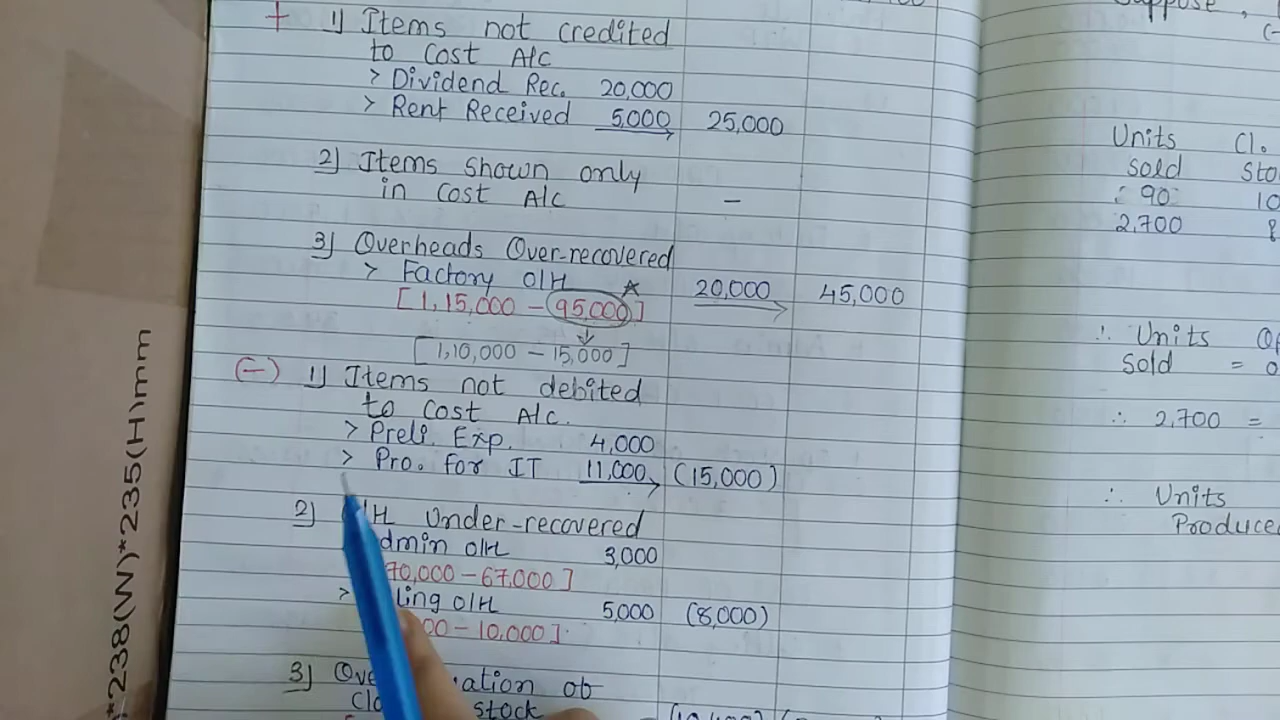 + 1) Items not credited
to Cost A/c
> Dividend Rec. 20,000
> Rent Received 5,000 25,000
2) Items shown only
in Cost A/c -
3) Overheads Over-recovered
> Factory O/H 20,000 45,000
[1,15,000 - 95,000]
[1,10,000 - 15,000]
(-) 1) Items not debited
to Cost A/c.
> Preli. Exp. 4,000
> Pro. for IT 11,000 (15,000)
2) Under-recovered
O/H 3,000
70,000 - 67.000]
> O/H 5,000 (8,000)
- 10,000]
3) of
stock
Suppose,
Units Cl.
Sold
90 10
2,700 8
∴ Units
Sold =
∴ 2,700 =
∴ Units
*238(W)*235(H)mm